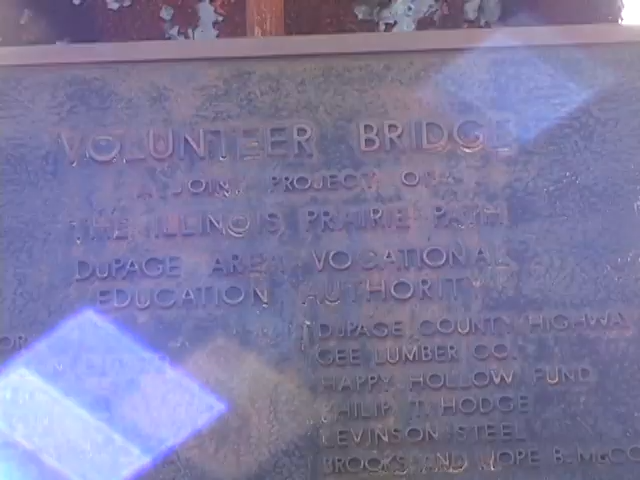 VOLUNTEER BRIDGE
A JOINT PROJECT OF
THE ILLINOIS PRAIRIE PATH
DUPAGE AREA VOCATIONAL
EDUCATION AUTHORITY
DUPAGE COUNTY HIGHWA
GEE LUMBER CO.
HAPPY HOLLOW FUND
PHILIP T. HODGE
LEVINSON STEEL
BROOKS AND HOPE B. MCCO